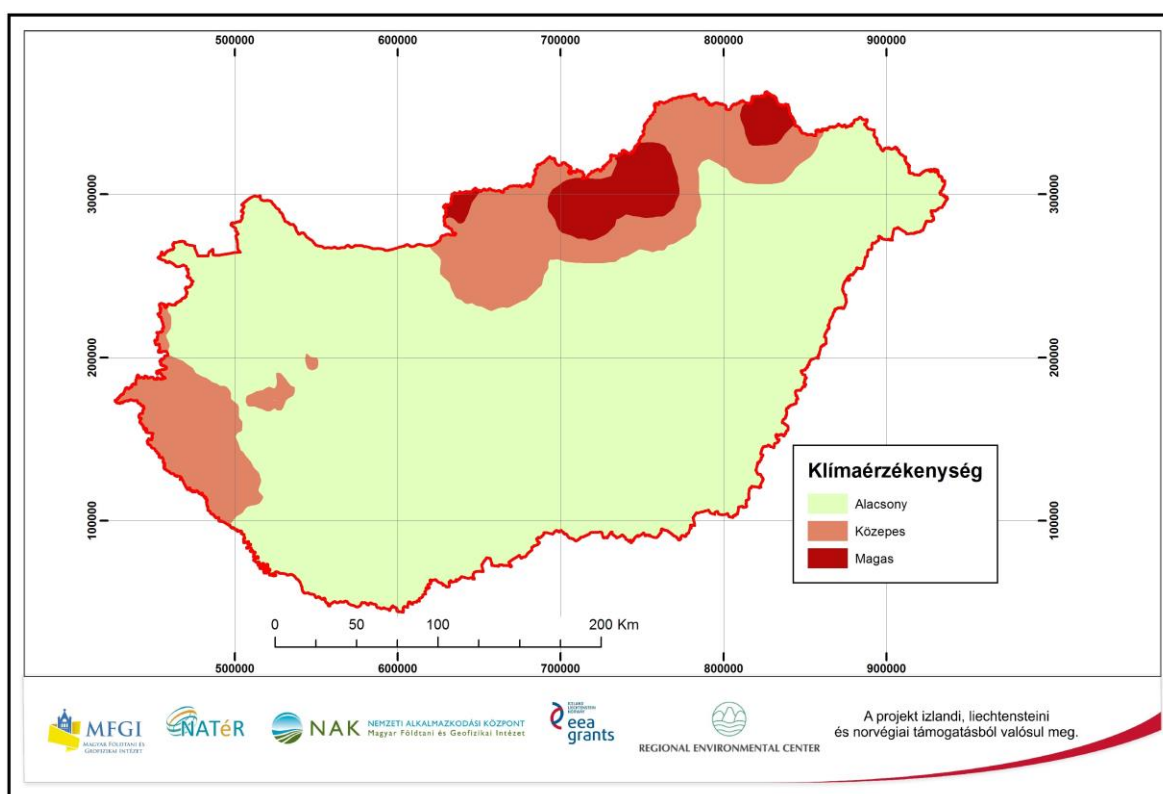 500000 600000 700000 800000 900000
300000
300000
200000
200000
100000
100000
Klímaérzékenység
Alacsony
Közepes
Magas
0 50 100 200 Km
500000 600000 700000 800000 900000
MFGI
MAGYAR FÖLDTANI ÉS
GEOFIZIKAI INTÉZET
NATéR
NAK
NEMZETI ALKALMAZKODÁSI KÖZPONT
Magyar Földtani és Geofizikai Intézet
eea
grants
REGIONAL ENVIRONMENTAL CENTER
A projekt izlandi, liechtensteini
és norvégiai támogatásból valósul meg.